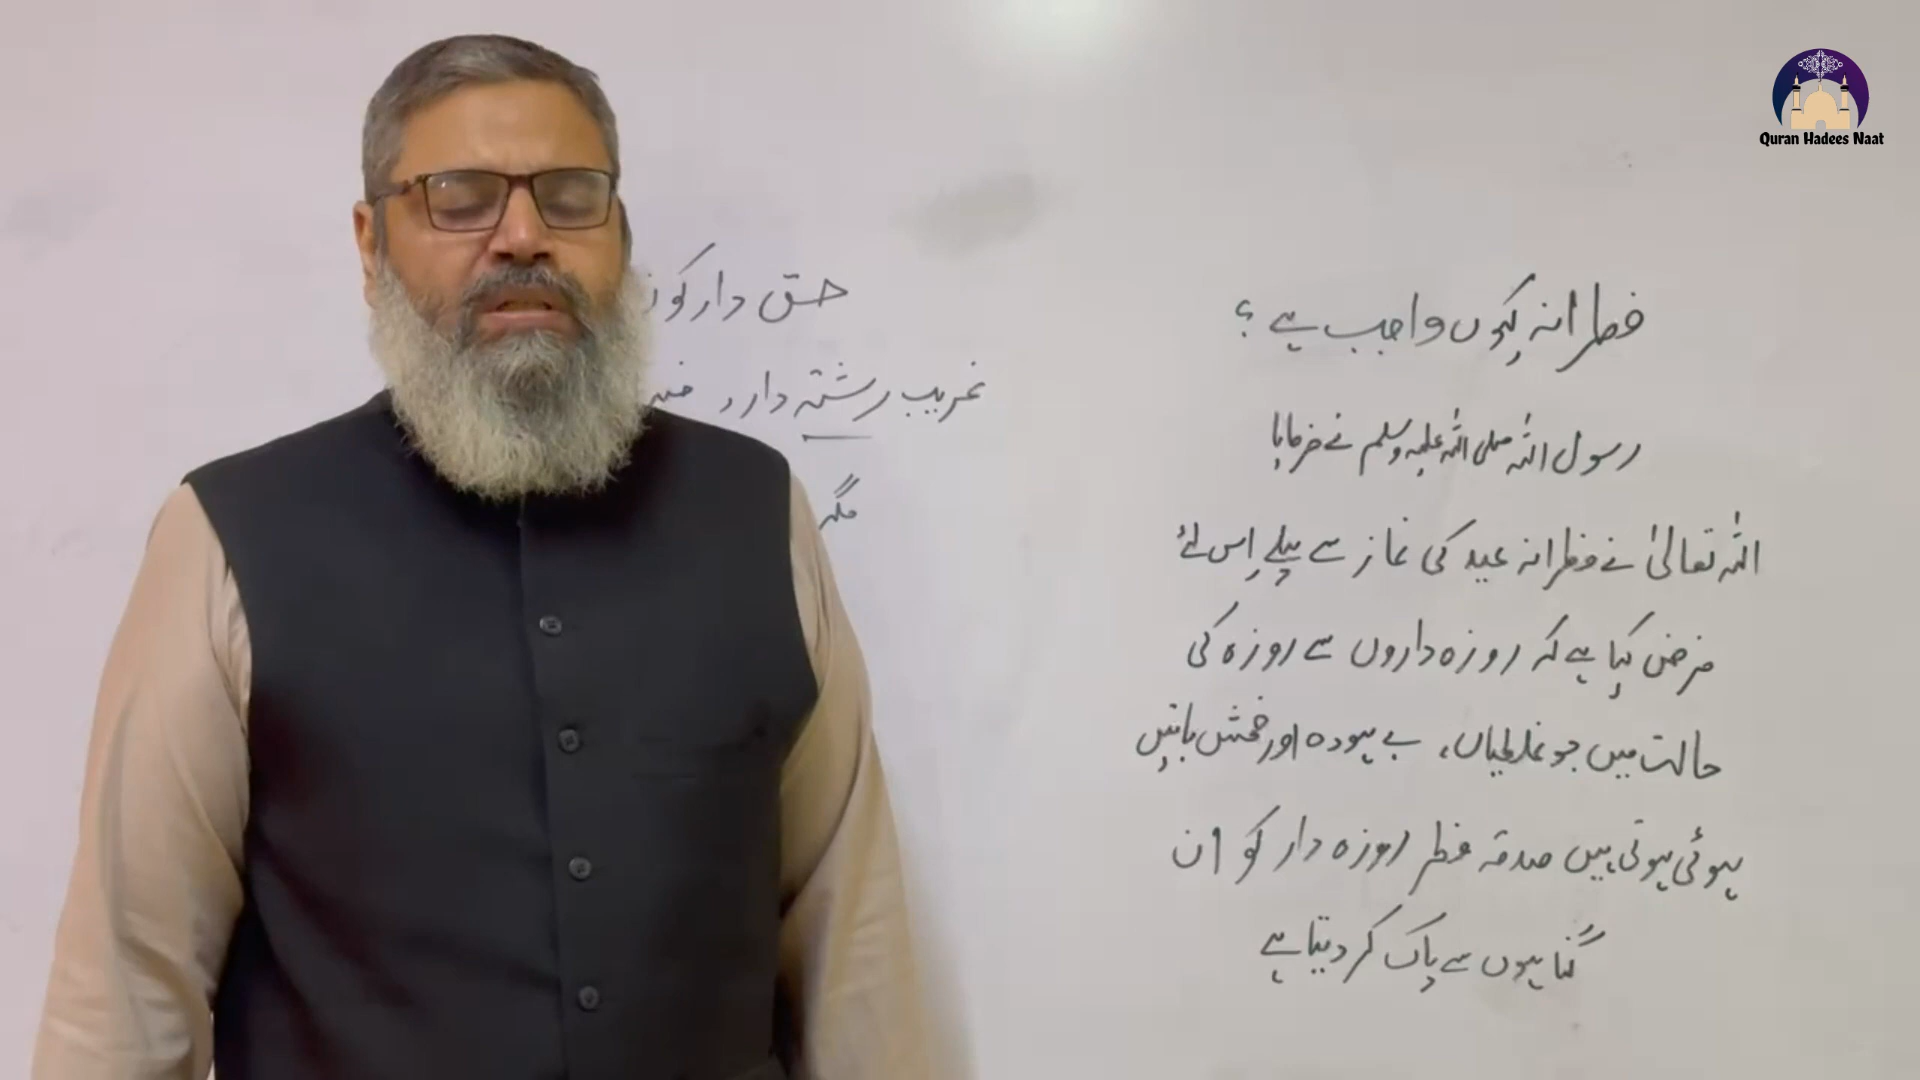 Quran Hadees Naat
فطرانہ کیوں واجب ہے ؟
رسول اللہ صلی اللہ علیہ وسلم نے فرمایا
اللہ تعالیٰ نے فطرانہ عید کی نماز سے پہلے اِس لئے
فرض کیا ہے کہ روزہ داروں سے روزہ کی
حالت میں جو غلطیاں، بے ہودہ اور فحش باتیں
ہوئی ہوتی ہیں صدقہ فطر روزہ دار کو ان
گناہوں سے پاک کر دیتا ہے
حق دار کون
غریب رشتہ دار,
مگر